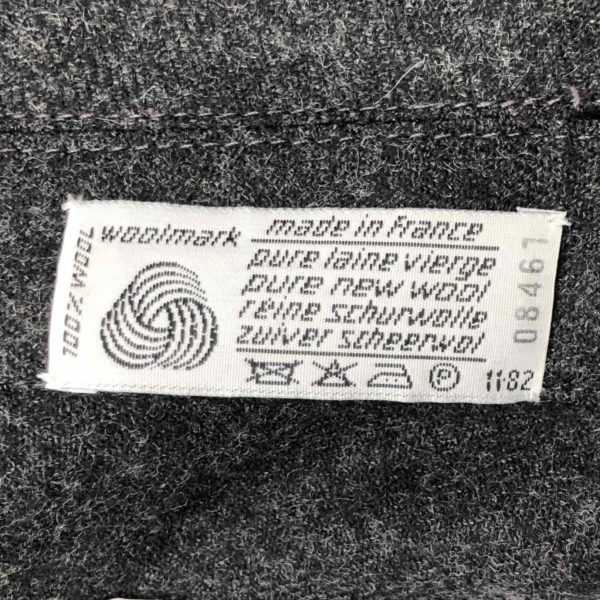 100% WOOL
woolmark
made in france
pure laine vierge
pure new wool
reine schurwolle
zuiver scheerwol
P
11·82
08461